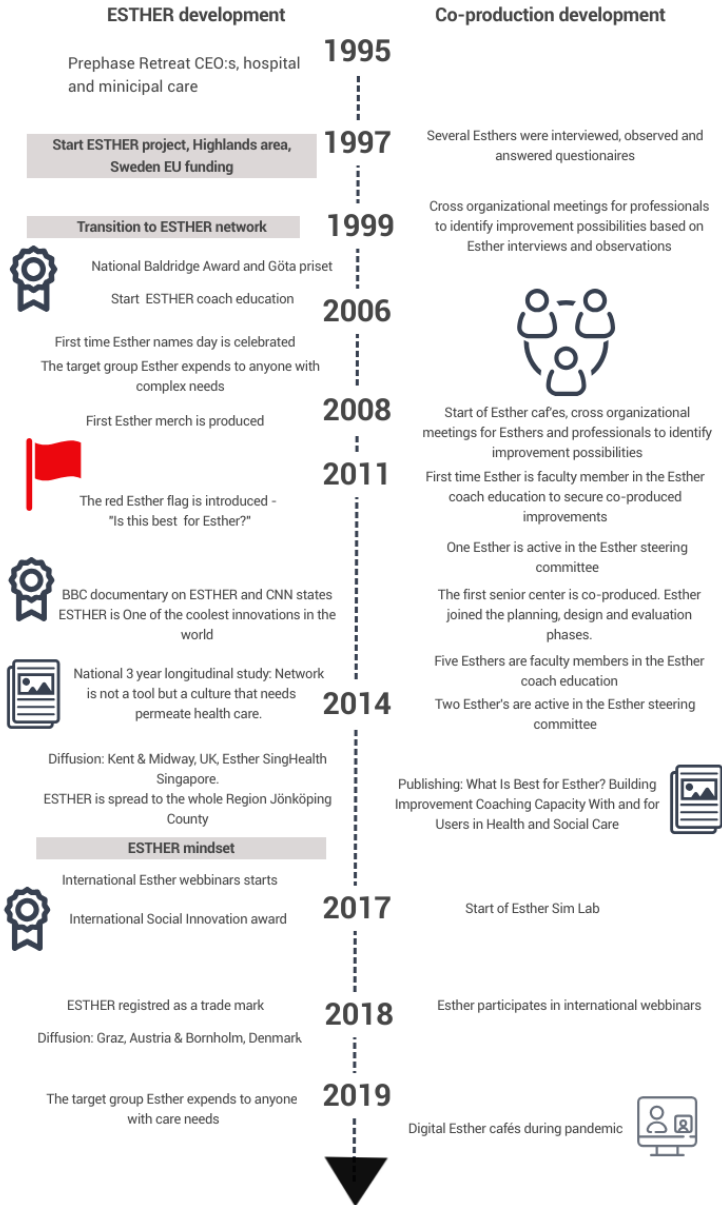 ESTHER development
Co-production development
1995
Prephase Retreat CEO:s, hospital
and minicipal care
1997
Start ESTHER project, Highlands area,
Sweden EU funding
Several Esthers were interviewed, observed and
answered questionaires
1999
Transition to ESTHER network
Cross organizational meetings for professionals
to identify improvement possibilities based on
Esther interviews and observations
National Baldridge Award and Göta priset
Start ESTHER coach education
2006
First time Esther names day is celebrated
The target group Esther expends to anyone with
complex needs
2008
First Esther merch is produced
Start of Esther caf'es, cross organizational
meetings for Esthers and professionals to identify
improvement possibilities
2011
The red Esther flag is introduced -
"Is this best for Esther?"
First time Esther is faculty member in the Esther
coach education to secure co-produced
improvements
One Esther is active in the Esther steering
committee
BBC documentary on ESTHER and CNN states
ESTHER is One of the coolest innovations in the
world
The first senior center is co-produced. Esther
joined the planning, design and evaluation
phases.
National 3 year longitudinal study: Network
is not a tool but a culture that needs
permeate health care.
Five Esthers are faculty members in the Esther
coach education
2014
Two Esther's are active in the Esther steering
committee
Diffusion: Kent & Midway, UK, Esther SingHealth
Singapore.
ESTHER is spread to the whole Region Jönköping
County
Publishing: What Is Best for Esther? Building
Improvement Coaching Capacity With and for
Users in Health and Social Care
ESTHER mindset
International Esther webbinars starts
2017
International Social Innovation award
Start of Esther Sim Lab
2018
ESTHER registred as a trade mark
Diffusion: Graz, Austria & Bornholm, Denmark
Esther participates in international webbinars
2019
The target group Esther expends to anyone
with care needs
Digital Esther cafés during pandemic